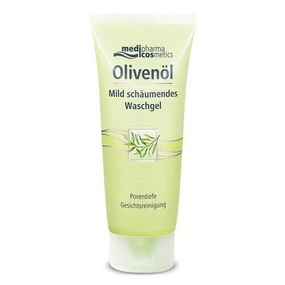 medipharma
cosmetics
Olivenöl
Mild schäumendes
Waschgel
Porentiefe
Gesichtsreinigung